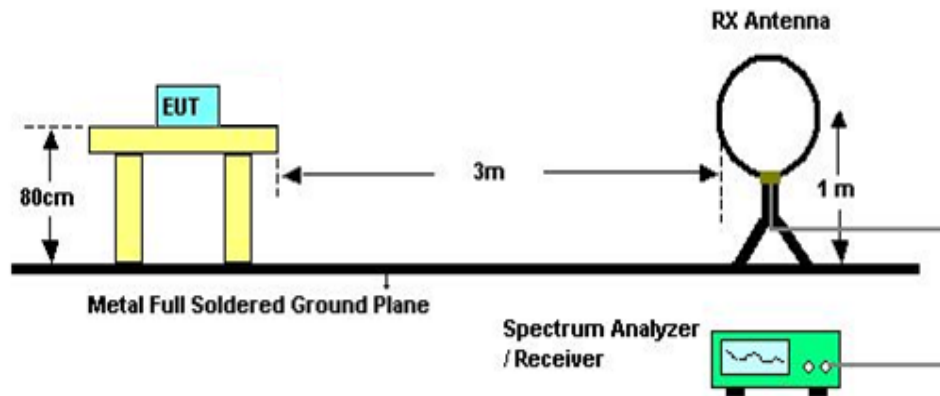 RX Antenna
EUT
3m
80cm
1 m
Metal Full Soldered Ground Plane
Spectrum Analyzer
/ Receiver